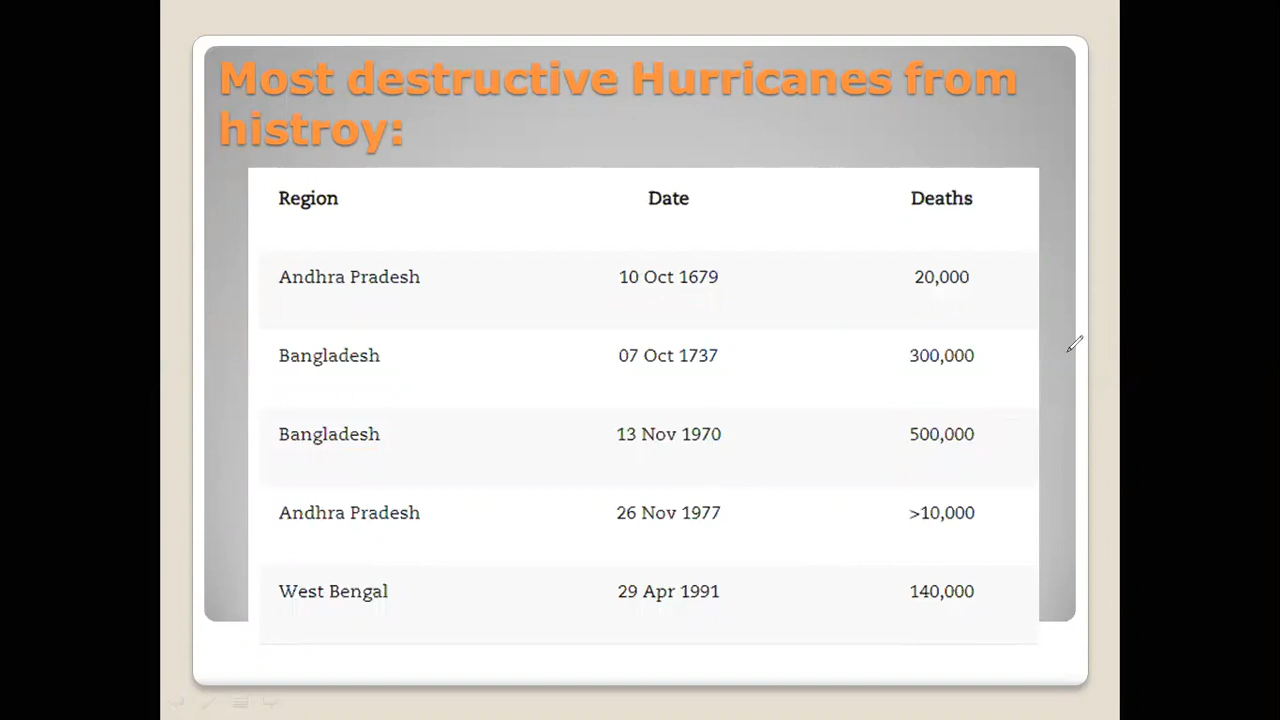 Most destructive Hurricanes from
histroy:
Region Date Deaths
Andhra Pradesh 10 Oct 1679 20,000
Bangladesh 07 Oct 1737 300,000
Bangladesh 13 Nov 1970 500,000
Andhra Pradesh 26 Nov 1977 >10,000
West Bengal 29 Apr 1991 140,000